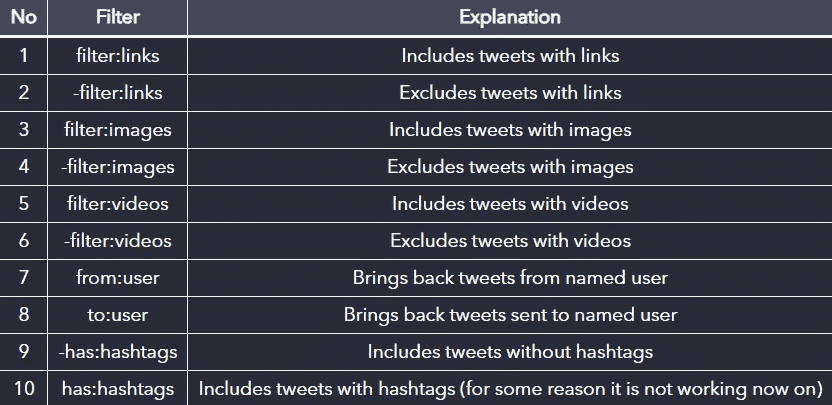 No Filter Explanation
1 filter:links Includes tweets with links
2 -filter:links Excludes tweets with links
3 filter:images Includes tweets with images
4 -filter:images Excludes tweets with images
5 filter:videos Includes tweets with videos
6 -filter:videos Excludes tweets with videos
7 from:user Brings back tweets from named user
8 to:user Brings back tweets sent to named user
9 -has:hashtags Includes tweets without hashtags
10 has:hashtags Includes tweets with hashtags (for some reason it is not working now on)